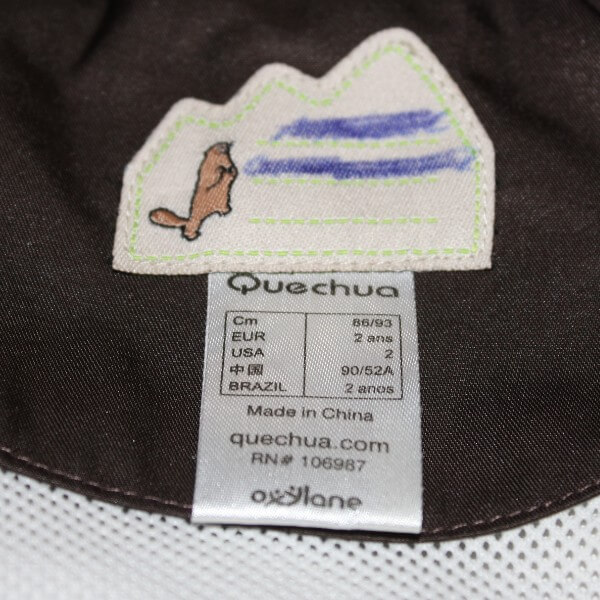 Quechua
Cm 86/93
EUR 2 ans
USA 2
中国 90/52A
BRAZIL 2 anos
Made in China
quechua.com
RN# 106987
oxylane